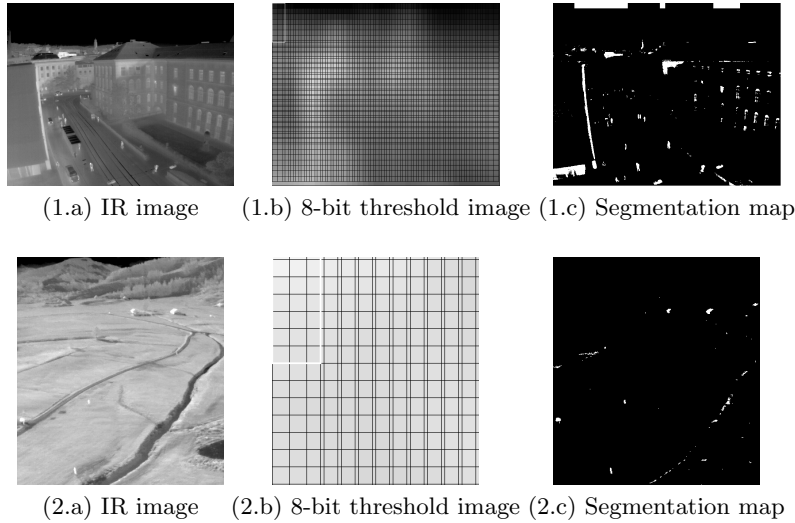 (1.a) IR image (1.b) 8-bit threshold image (1.c) Segmentation map
(2.a) IR image (2.b) 8-bit threshold image (2.c) Segmentation map